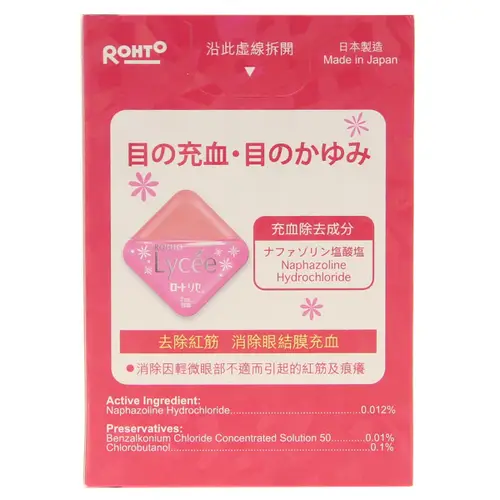 ROHTO
沿此虛線拆開
日本製造
Made in Japan
目の充血・目のかゆみ
ROHTO
Lycée
ロートリセ
充血除去成分
ナファゾリン塩酸塩
Naphazoline
Hydrochloride
去除紅筋 消除眼結膜充血
●消除因輕微眼部不適而引起的紅筋及痕癢
Active Ingredient:
Naphazoline Hydrochloride..............................0.012%
Preservatives:
Benzalkonium Chloride Concentrated Solution 50.....0.01%
Chlorobutanol..................................................0.1%